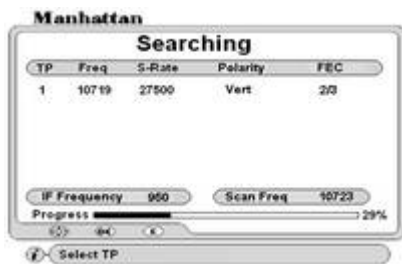 Manhattan
Searching
TP Freq S-Rate Polarity FEC
1 10719 27500 Vert 2/3
IF Frequency 950 Scan Freq 10723
Progress 29%
i Select TP